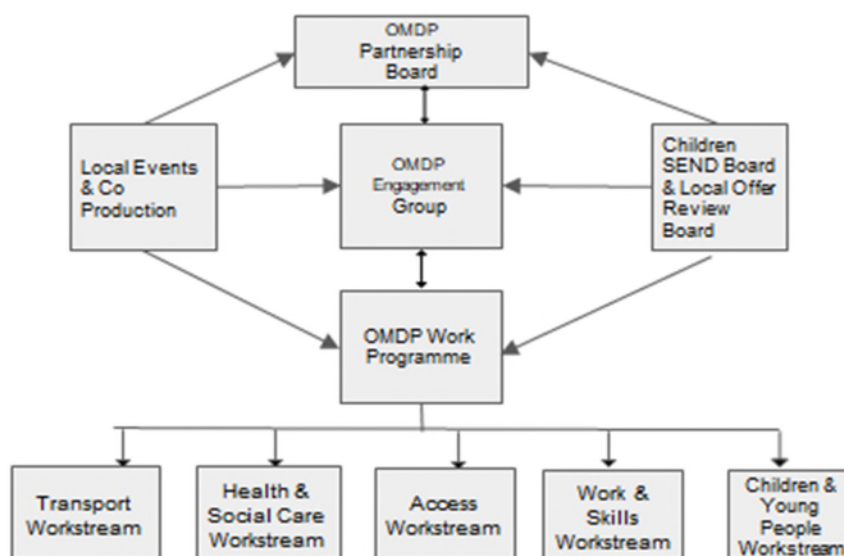 OMDP
Partnership
Board
Local Events
& Co
Production
OMDP
Engagement
Group
Children
SEND Board
& Local Offer
Review
Board
OMDP Work
Programme
Transport
Workstream
Health &
Social Care
Workstream
Access
Workstream
Work &
Skills
Workstream
Children &
Young
People
Workstream